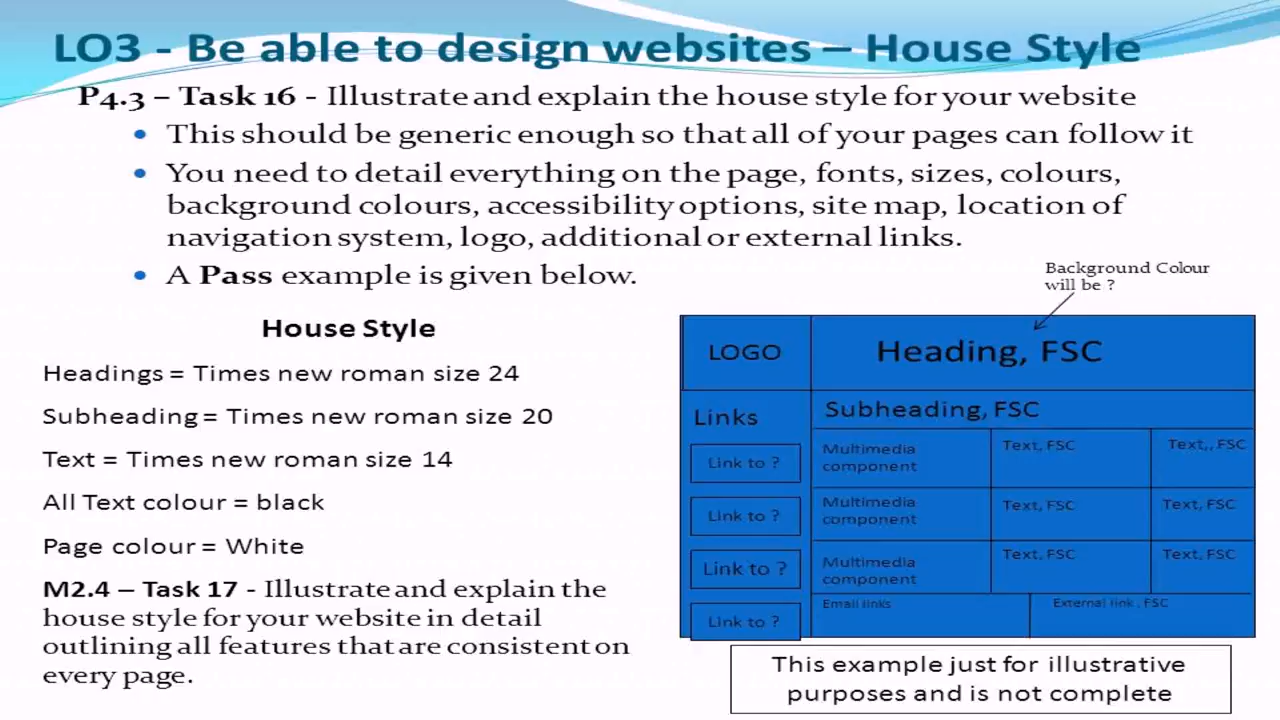 LO3 - Be able to design websites – House Style
P4.3 – Task 16 - Illustrate and explain the house style for your website
• This should be generic enough so that all of your pages can follow it
• You need to detail everything on the page, fonts, sizes, colours,
background colours, accessibility options, site map, location of
navigation system, logo, additional or external links.
• A Pass example is given below.
House Style
Headings = Times new roman size 24
Subheading = Times new roman size 20
Text = Times new roman size 14
All Text colour = black
Page colour = White
M2.4 – Task 17 - Illustrate and explain the
house style for your website in detail
outlining all features that are consistent on
every page.
Background Colour
will be ?
LOGO
Heading, FSC
Links
Link to ?
Link to ?
Link to ?
Link to ?
Subheading, FSC
Multimedia
component
Text, FSC
Text,, FSC
Multimedia
component
Text, FSC
Text, FSC
Multimedia
component
Text, FSC
Text, FSC
Email links
External link , FSC
This example just for illustrative
purposes and is not complete